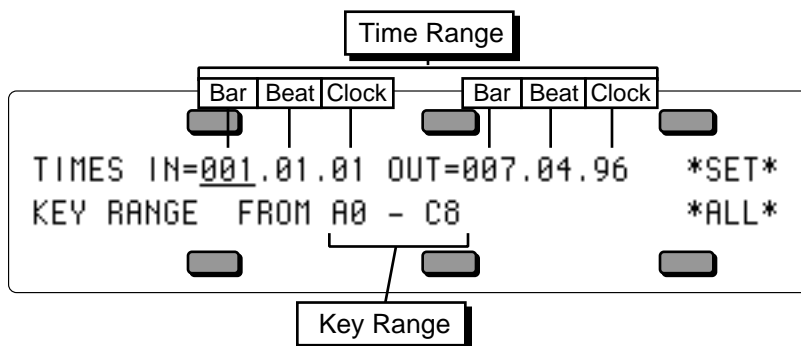 Time Range
Bar Beat Clock Bar Beat Clock
TIMES IN=001.01.01 OUT=007.04.96 *SET*
KEY RANGE FROM A0 - C8 *ALL*
Key Range